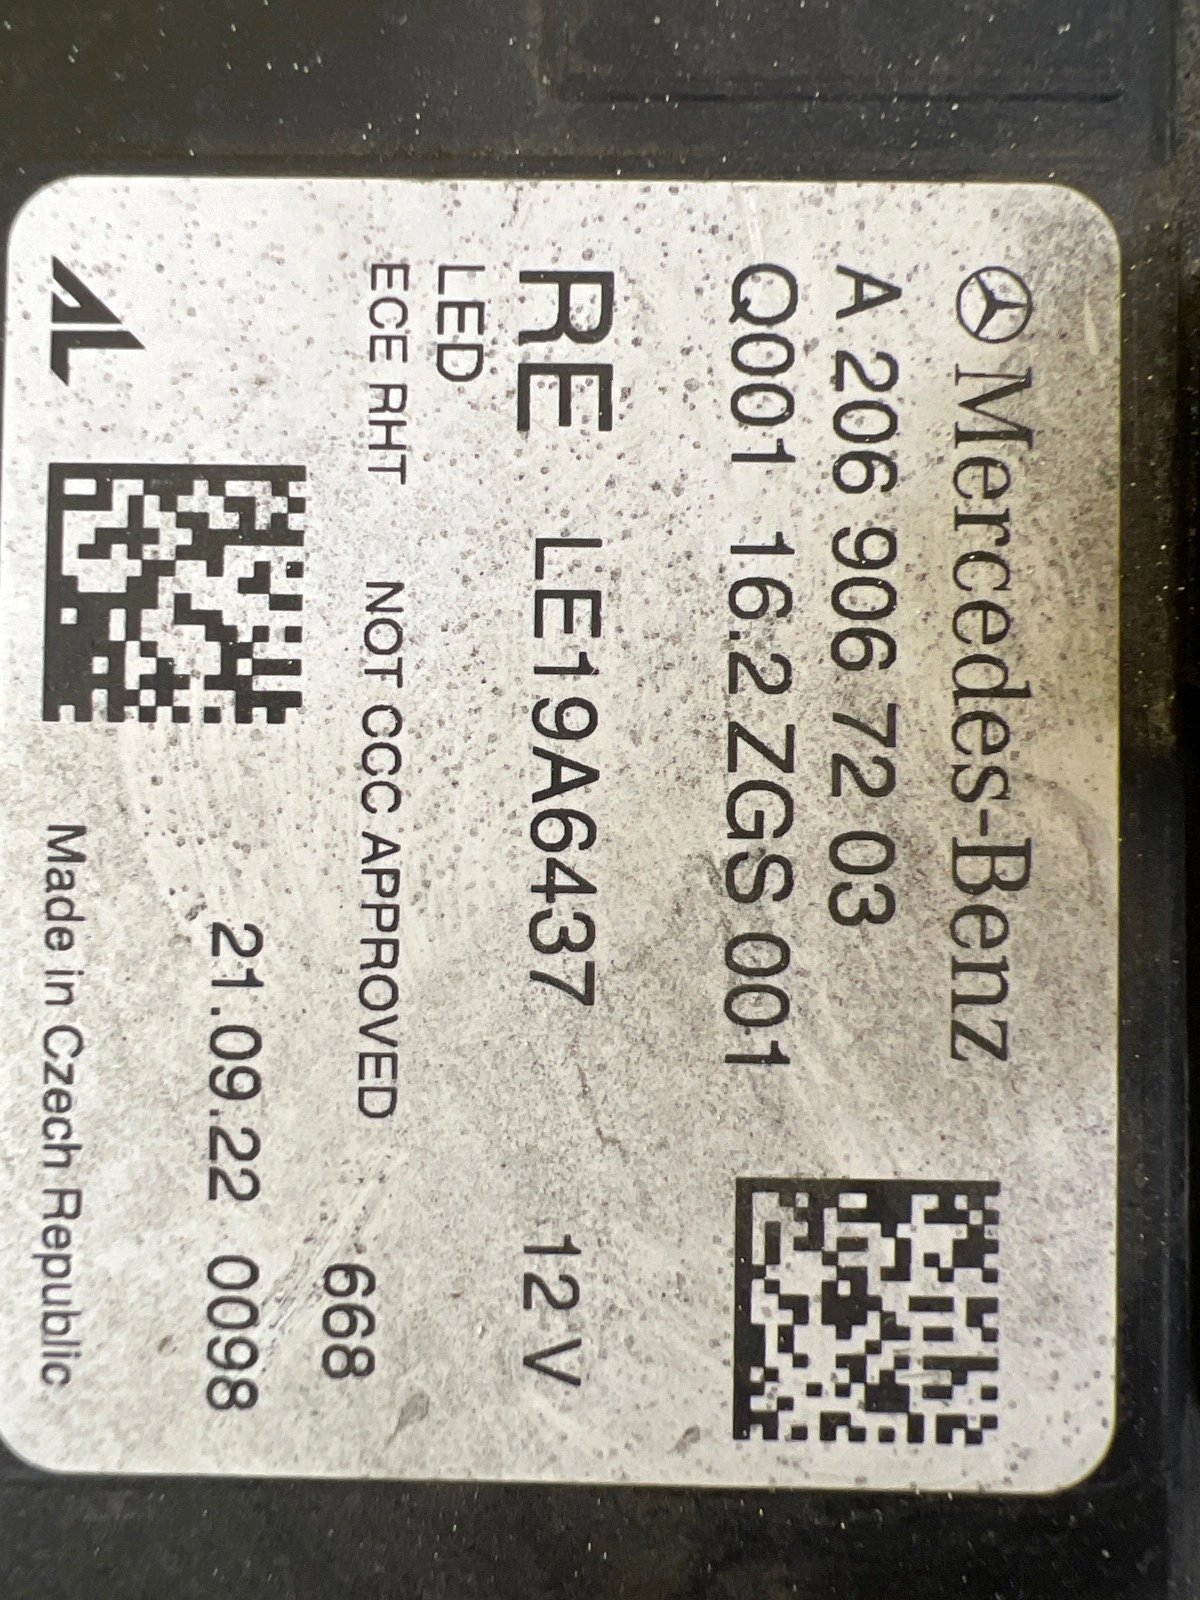 Mercedes-Benz
A 206 906 72 03
Q001 16.2 ZGS 001
RE LE19A6437 12 V
LED
ECE RHT NOT CCC APPROVED
668
21.09.22 0098
AL
Made in Czech Republic